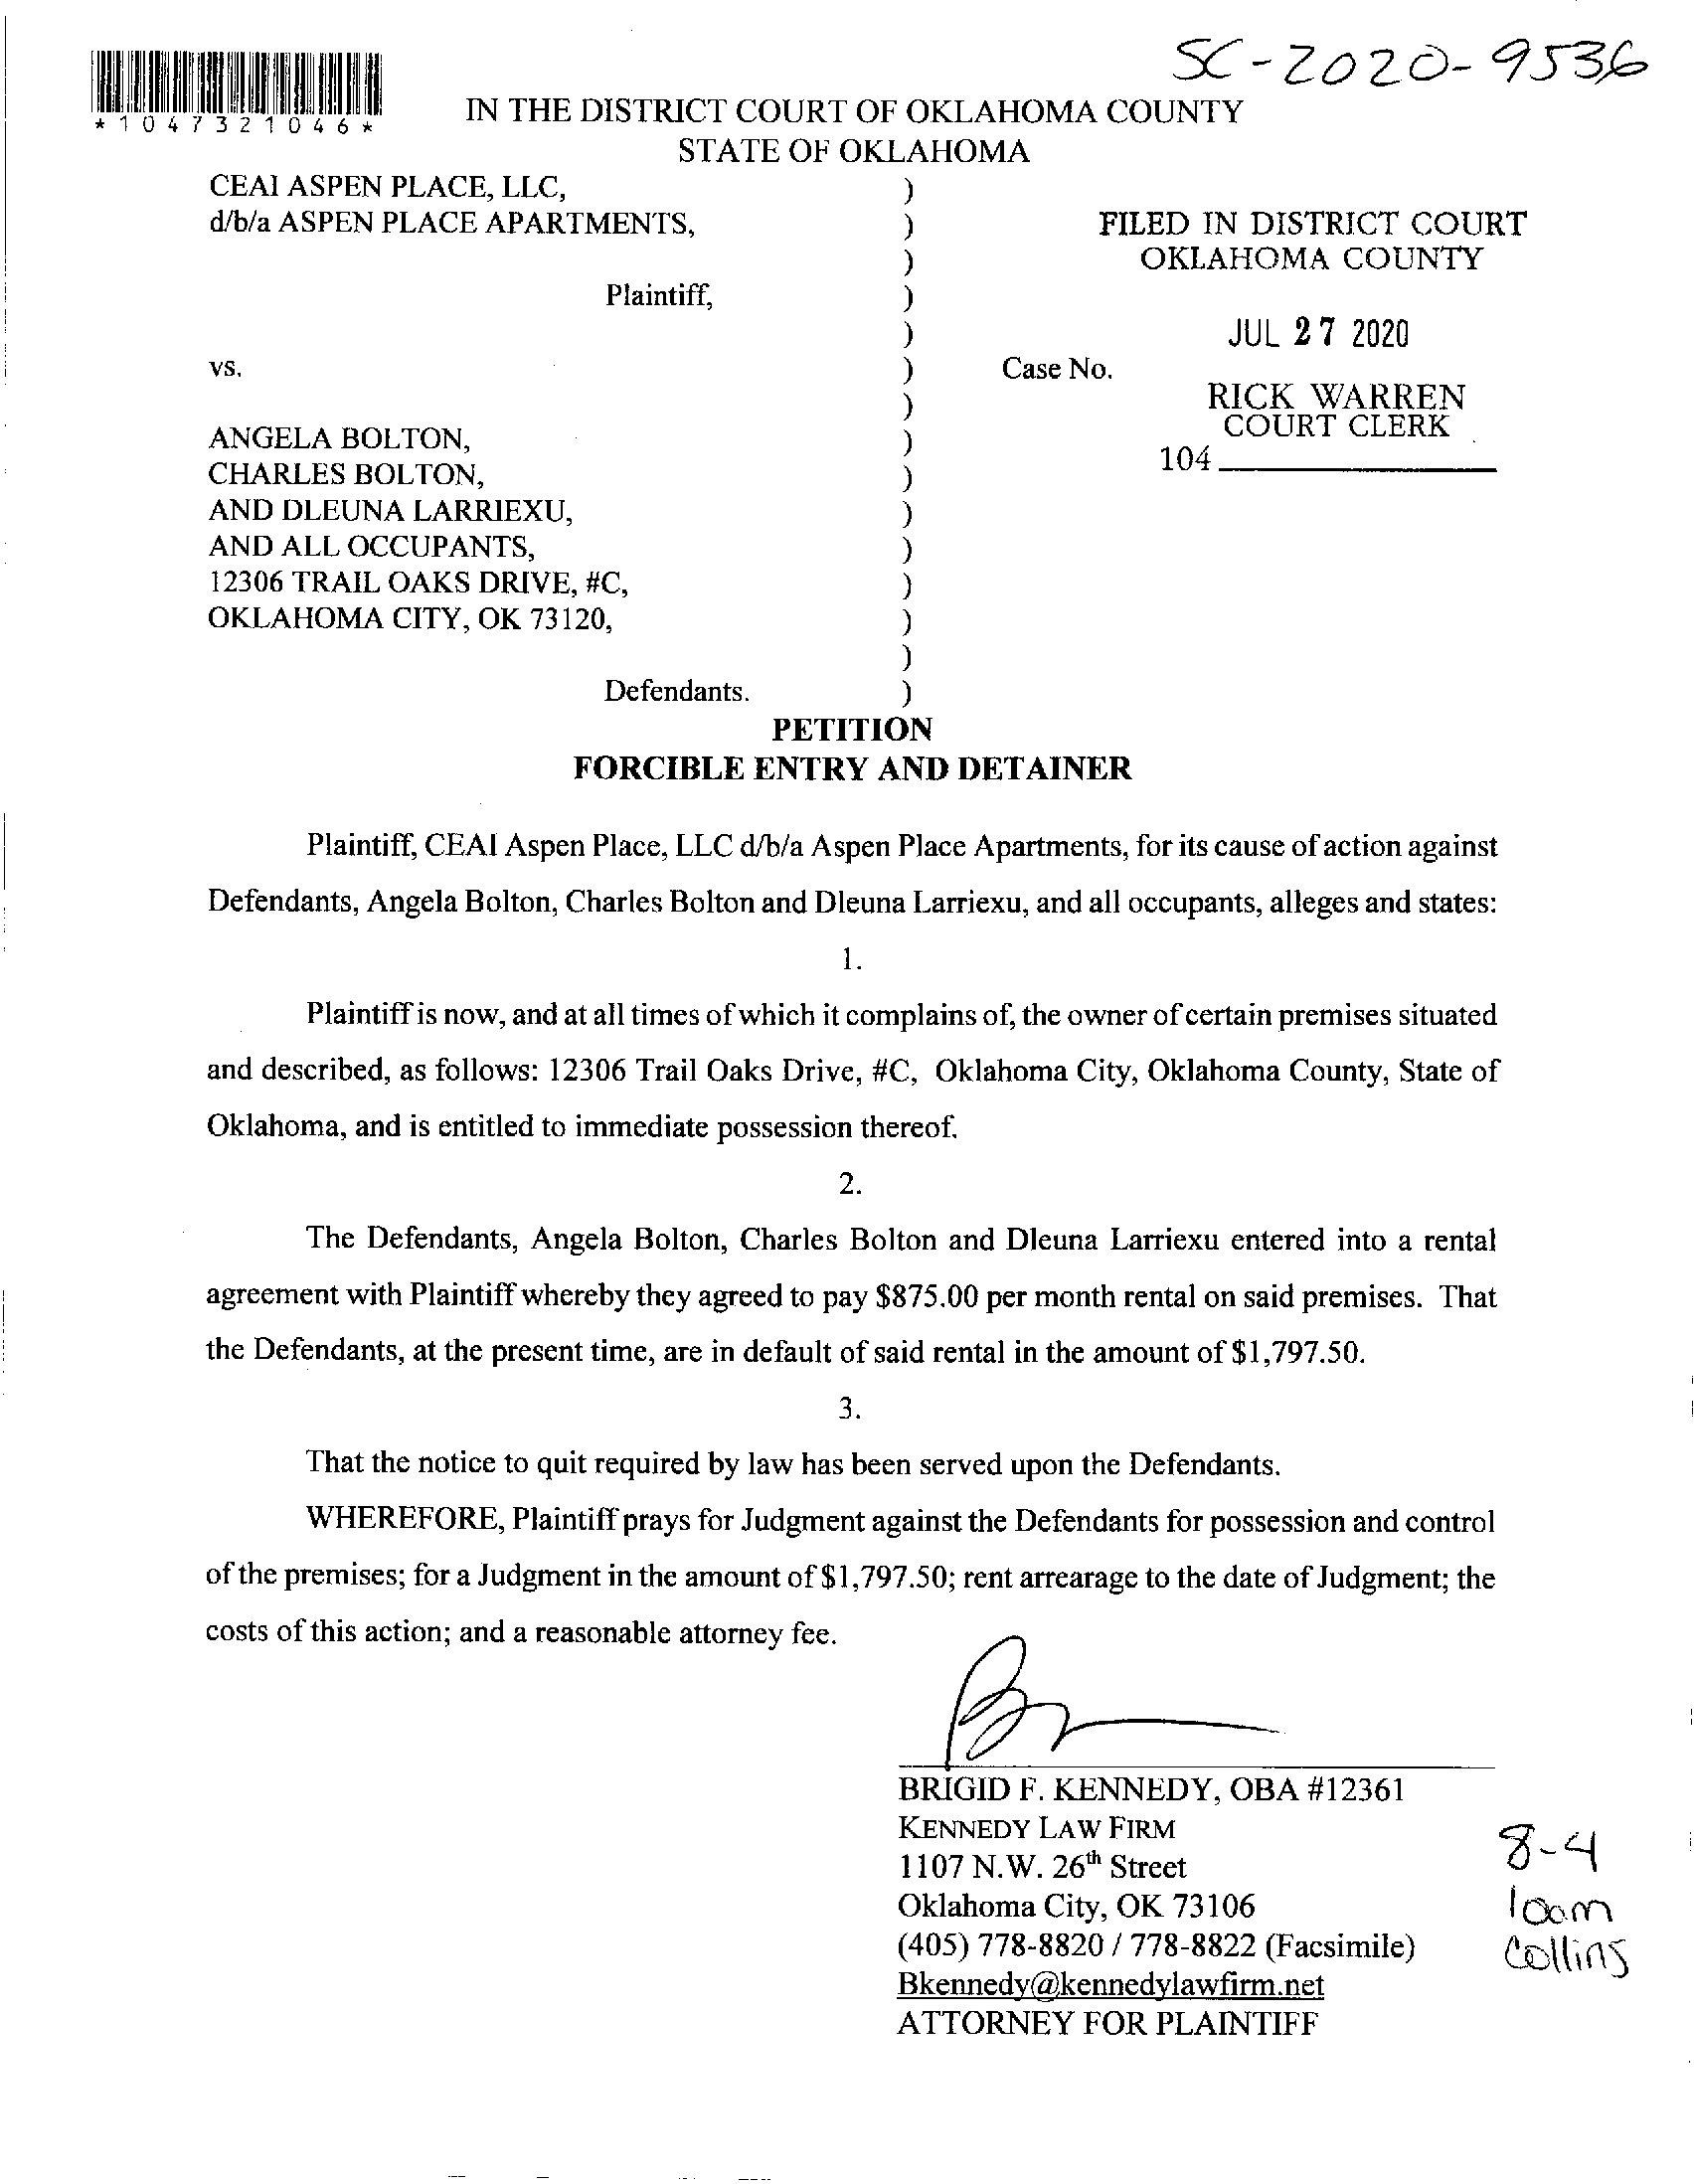 SC-2020-9536
*1047321046*
IN THE DISTRICT COURT OF OKLAHOMA COUNTY
STATE OF OKLAHOMA
CEAI ASPEN PLACE, LLC, )
d/b/a ASPEN PLACE APARTMENTS, )
FILED IN DISTRICT COURT
OKLAHOMA COUNTY
)
Plaintiff, )
) JUL 27 2020
vs. ) Case No.
) RICK WARREN
COURT CLERK
ANGELA BOLTON, )
104
CHARLES BOLTON, )
AND DLEUNA LARRIEXU, )
AND ALL OCCUPANTS, )
12306 TRAIL OAKS DRIVE, #C, )
OKLAHOMA CITY, OK 73120, )
)
Defendants. )
PETITION
FORCIBLE ENTRY AND DETAINER
Plaintiff, CEAI Aspen Place, LLC d/b/a Aspen Place Apartments, for its cause of action against
Defendants, Angela Bolton, Charles Bolton and Dleuna Larriexu, and all occupants, alleges and states:
1.
Plaintiff is now, and at all times of which it complains of, the owner of certain premises situated
and described, as follows: 12306 Trail Oaks Drive, #C, Oklahoma City, Oklahoma County, State of
Oklahoma, and is entitled to immediate possession thereof.
2.
The Defendants, Angela Bolton, Charles Bolton and Dleuna Larriexu entered into a rental
agreement with Plaintiff whereby they agreed to pay $875.00 per month rental on said premises. That
the Defendants, at the present time, are in default of said rental in the amount of $1,797.50.
3.
That the notice to quit required by law has been served upon the Defendants.
WHEREFORE, Plaintiff prays for Judgment against the Defendants for possession and control
of the premises; for a Judgment in the amount of $1,797.50; rent arrearage to the date of Judgment; the
costs of this action; and a reasonable attorney fee.
BRIGID F. KENNEDY, OBA #12361
KENNEDY LAW FIRM
1107 N.W. 26th Street
Oklahoma City, OK 73106
(405) 778-8820 / 778-8822 (Facsimile)
Bkennedy@kennedylawfirm.net
ATTORNEY FOR PLAINTIFF
8-4
10am
Collins